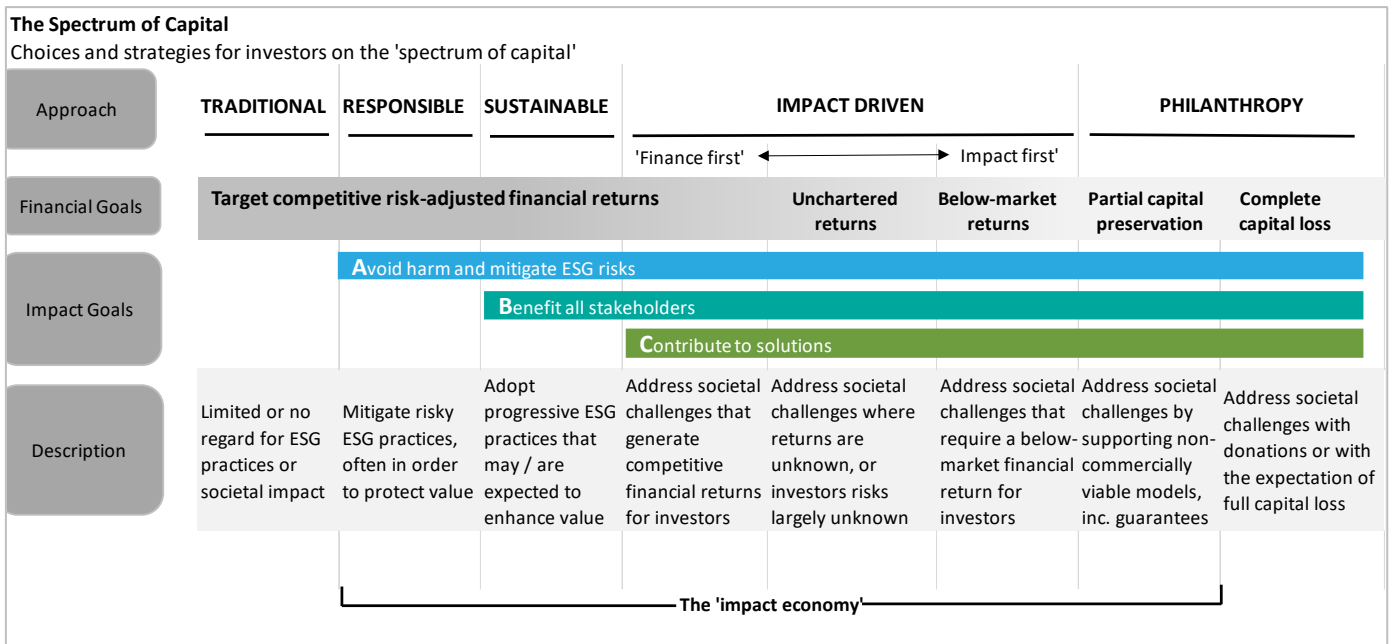 The Spectrum of Capital
Choices and strategies for investors on the 'spectrum of capital'
Approach
TRADITIONAL
RESPONSIBLE
SUSTAINABLE
IMPACT DRIVEN
PHILANTHROPY
'Finance first'
Impact first'
Financial Goals
Target competitive risk-adjusted financial returns
Unchartered
returns
Below-market
returns
Partial capital
preservation
Complete
capital loss
Impact Goals
Avoid harm and mitigate ESG risks
Benefit all stakeholders
Contribute to solutions
Description
Limited or no
regard for ESG
practices or
societal impact
Mitigate risky
ESG practices,
often in order
to protect value
Adopt
progressive ESG
practices that
may / are
expected to
enhance value
Address societal
challenges that
generate
competitive
financial returns
for investors
Address societal
challenges where
returns are
unknown, or
investors risks
largely unknown
Address societal
challenges that
require a below-
market financial
return for
investors
Address societal
challenges by
supporting non-
commercially
viable models,
inc. guarantees
Address societal
challenges with
donations or with
the expectation of
full capital loss
The 'impact economy'